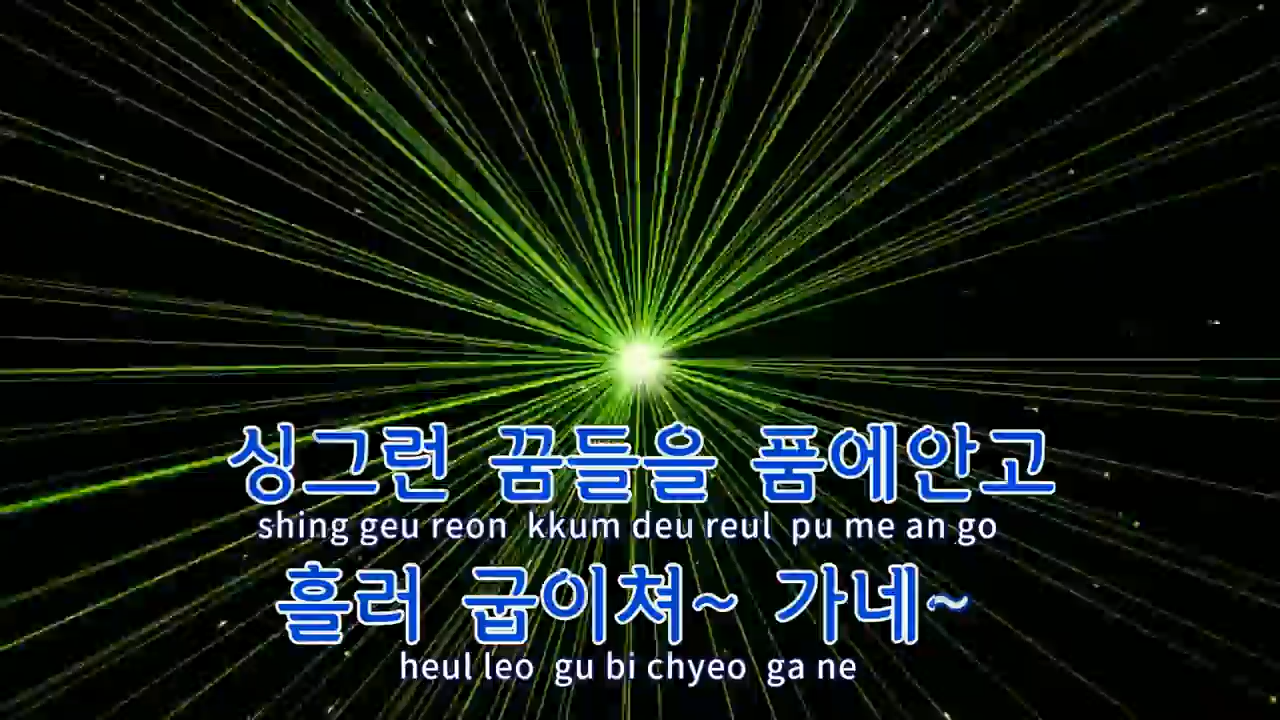 싱그런 꿈들을 품에안고
shing geu reon kkum deu reul pu me an go
흘러 굽이쳐~ 가네~
heul leo gu bi chyeo ga ne